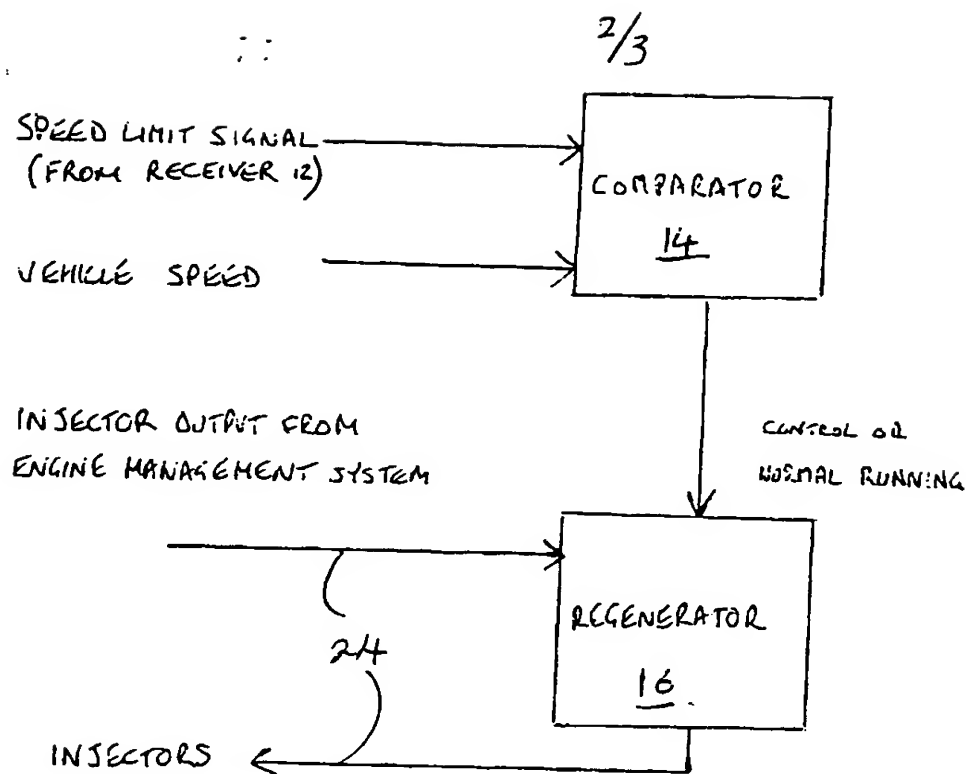 2/3
SPEED LIMIT SIGNAL
(FROM RECEIVER 12)
COMPARATOR
14
VEHICLE SPEED
INJECTOR OUTPUT FROM
ENGINE MANAGEMENT SYSTEM
CONTROL OR
NORMAL RUNNING
REGENERATOR
16
24
INJECTORS